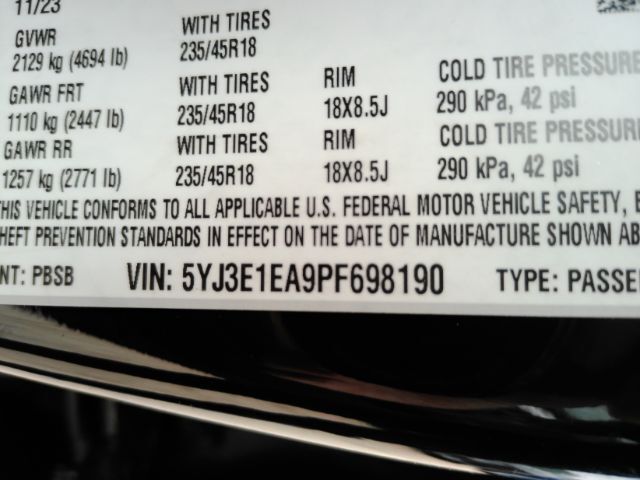 11/23
GVWR WITH TIRES
2129 kg (4694 lb) 235/45R18
GAWR FRT WITH TIRES RIM COLD TIRE PRESSURE
1110 kg (2447 lb) 235/45R18 18X8.5J 290 kPa, 42 psi
GAWR RR WITH TIRES RIM COLD TIRE PRESSURE
1257 kg (2771 lb) 235/45R18 18X8.5J 290 kPa, 42 psi
THIS VEHICLE CONFORMS TO ALL APPLICABLE U.S. FEDERAL MOTOR VEHICLE SAFETY,
HEFT PREVENTION STANDARDS IN EFFECT ON THE DATE OF MANUFACTURE SHOWN AB
NT: PBSB VIN: 5YJ3E1EA9PF698190 TYPE: PASSE